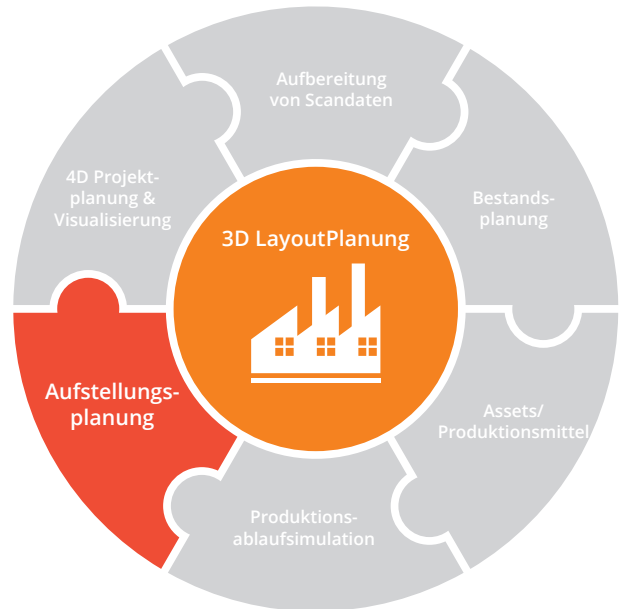 Aufbereitung
von Scandaten
4D Projekt-
planung &
Visualisierung
Bestands-
planung
3D LayoutPlanung
Aufstellungs-
planung
Assets/
Produktionsmittel
Produktions-
ablaufsimulation